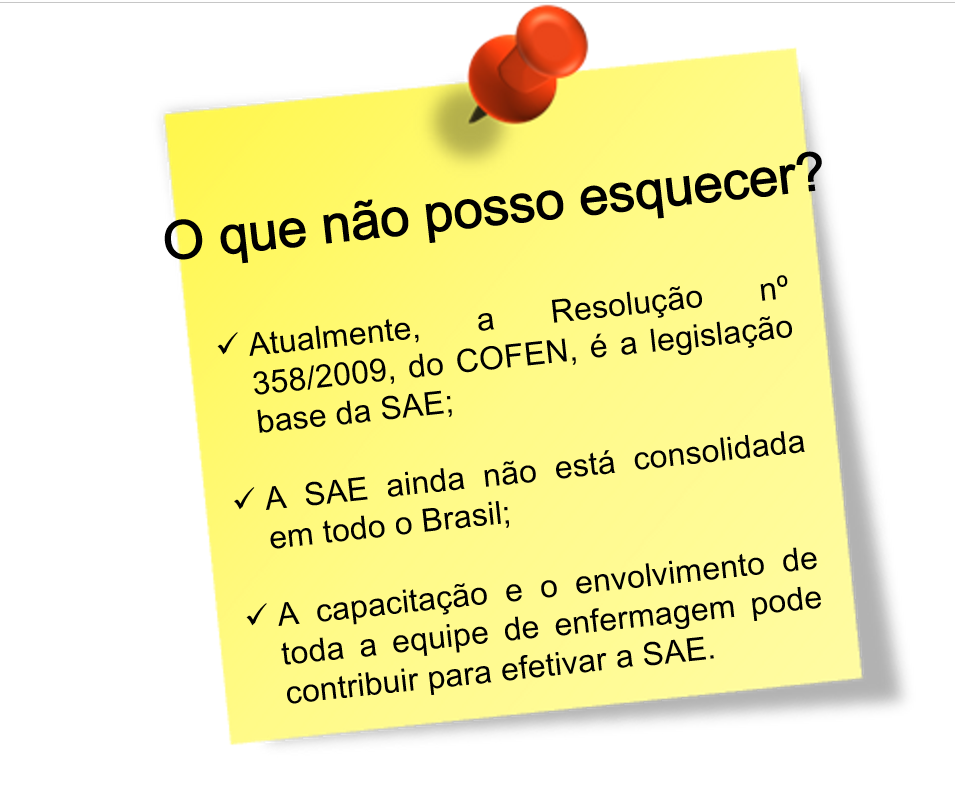 O que não posso esquecer?
✓ Atualmente, a Resolução nº
358/2009, do COFEN, é a legislação
base da SAE;
✓ A SAE ainda não está consolidada
em todo o Brasil;
✓ A capacitação e o envolvimento de
toda a equipe de enfermagem pode
contribuir para efetivar a SAE.